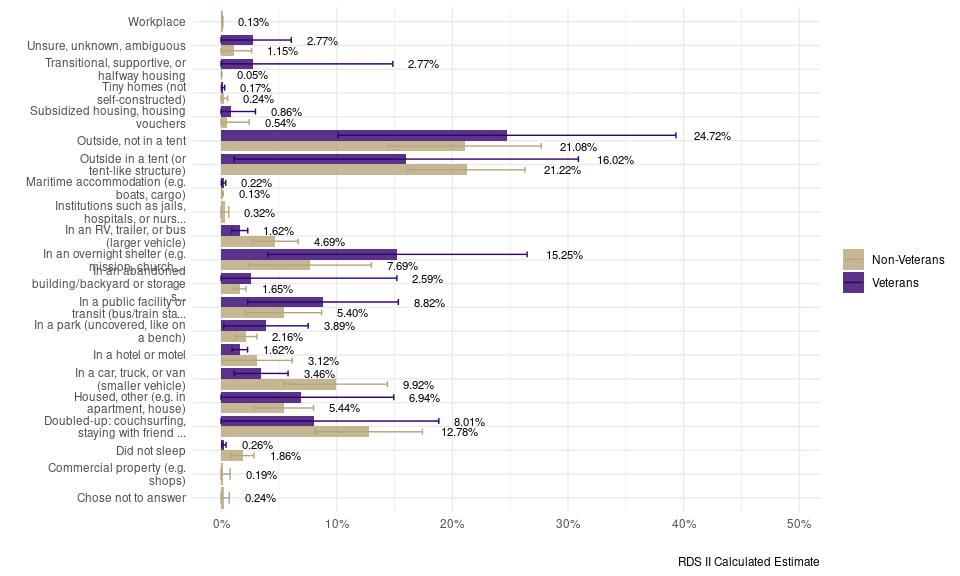 Workplace
0.13%
Unsure, unknown, ambiguous
2.77%
1.15%
Transitional, supportive, or
halfway housing
2.77%
0.05%
Tiny homes (not
self-constructed)
0.17%
0.24%
Subsidized housing, housing
vouchers
0.86%
0.54%
Outside, not in a tent
24.72%
21.08%
Outside in a tent (or
tent-like structure)
16.02%
21.22%
Maritime accommodation (e.g.
boats, cargo)
0.22%
0.13%
Institutions such as jails,
hospitals, or nurs...
0.32%
In an RV, trailer, or bus
(larger vehicle)
1.62%
4.69%
In an overnight shelter (e.g.
mission, church...
15.25%
7.69%
In an abandoned
building/backyard or storage
s...
2.59%
1.65%
In a public facility or
transit (bus/train sta...
8.82%
5.40%
In a park (uncovered, like on
a bench)
3.89%
2.16%
In a hotel or motel
1.62%
3.12%
In a car, truck, or van
(smaller vehicle)
3.46%
9.92%
Housed, other (e.g. in
apartment, house)
6.94%
5.44%
Doubled-up: couchsurfing,
staying with friend ...
8.01%
12.78%
Did not sleep
0.26%
1.86%
Commercial property (e.g.
shops)
0.19%
Chose not to answer
0.24%
0% 10% 20% 30% 40% 50%
RDS II Calculated Estimate
Non-Veterans
Veterans